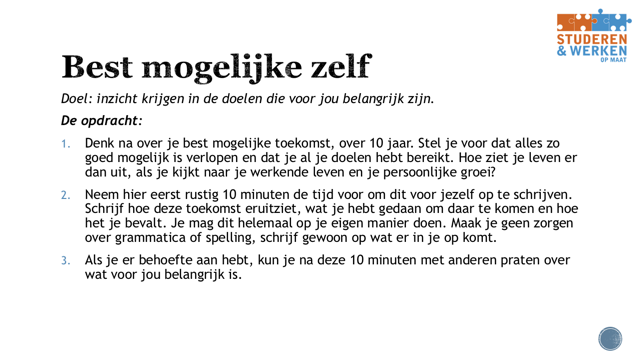 STUDEREN
& WERKEN
OP MAAT
Best mogelijke zelf
Doel: inzicht krijgen in de doelen die voor jou belangrijk zijn.
De opdracht:
1. Denk na over je best mogelijke toekomst, over 10 jaar. Stel je voor dat alles zo
goed mogelijk is verlopen en dat je al je doelen hebt bereikt. Hoe ziet je leven er
dan uit, als je kijkt naar je werkende leven en je persoonlijke groei?
2. Neem hier eerst rustig 10 minuten de tijd voor om dit voor jezelf op te schrijven.
Schrijf hoe deze toekomst eruitziet, wat je hebt gedaan om daar te komen en hoe
het je bevalt. Je mag dit helemaal op je eigen manier doen. Maak je geen zorgen
over grammatica of spelling, schrijf gewoon op wat er in je op komt.
3. Als je er behoefte aan hebt, kun je na deze 10 minuten met anderen praten over
wat voor jou belangrijk is.